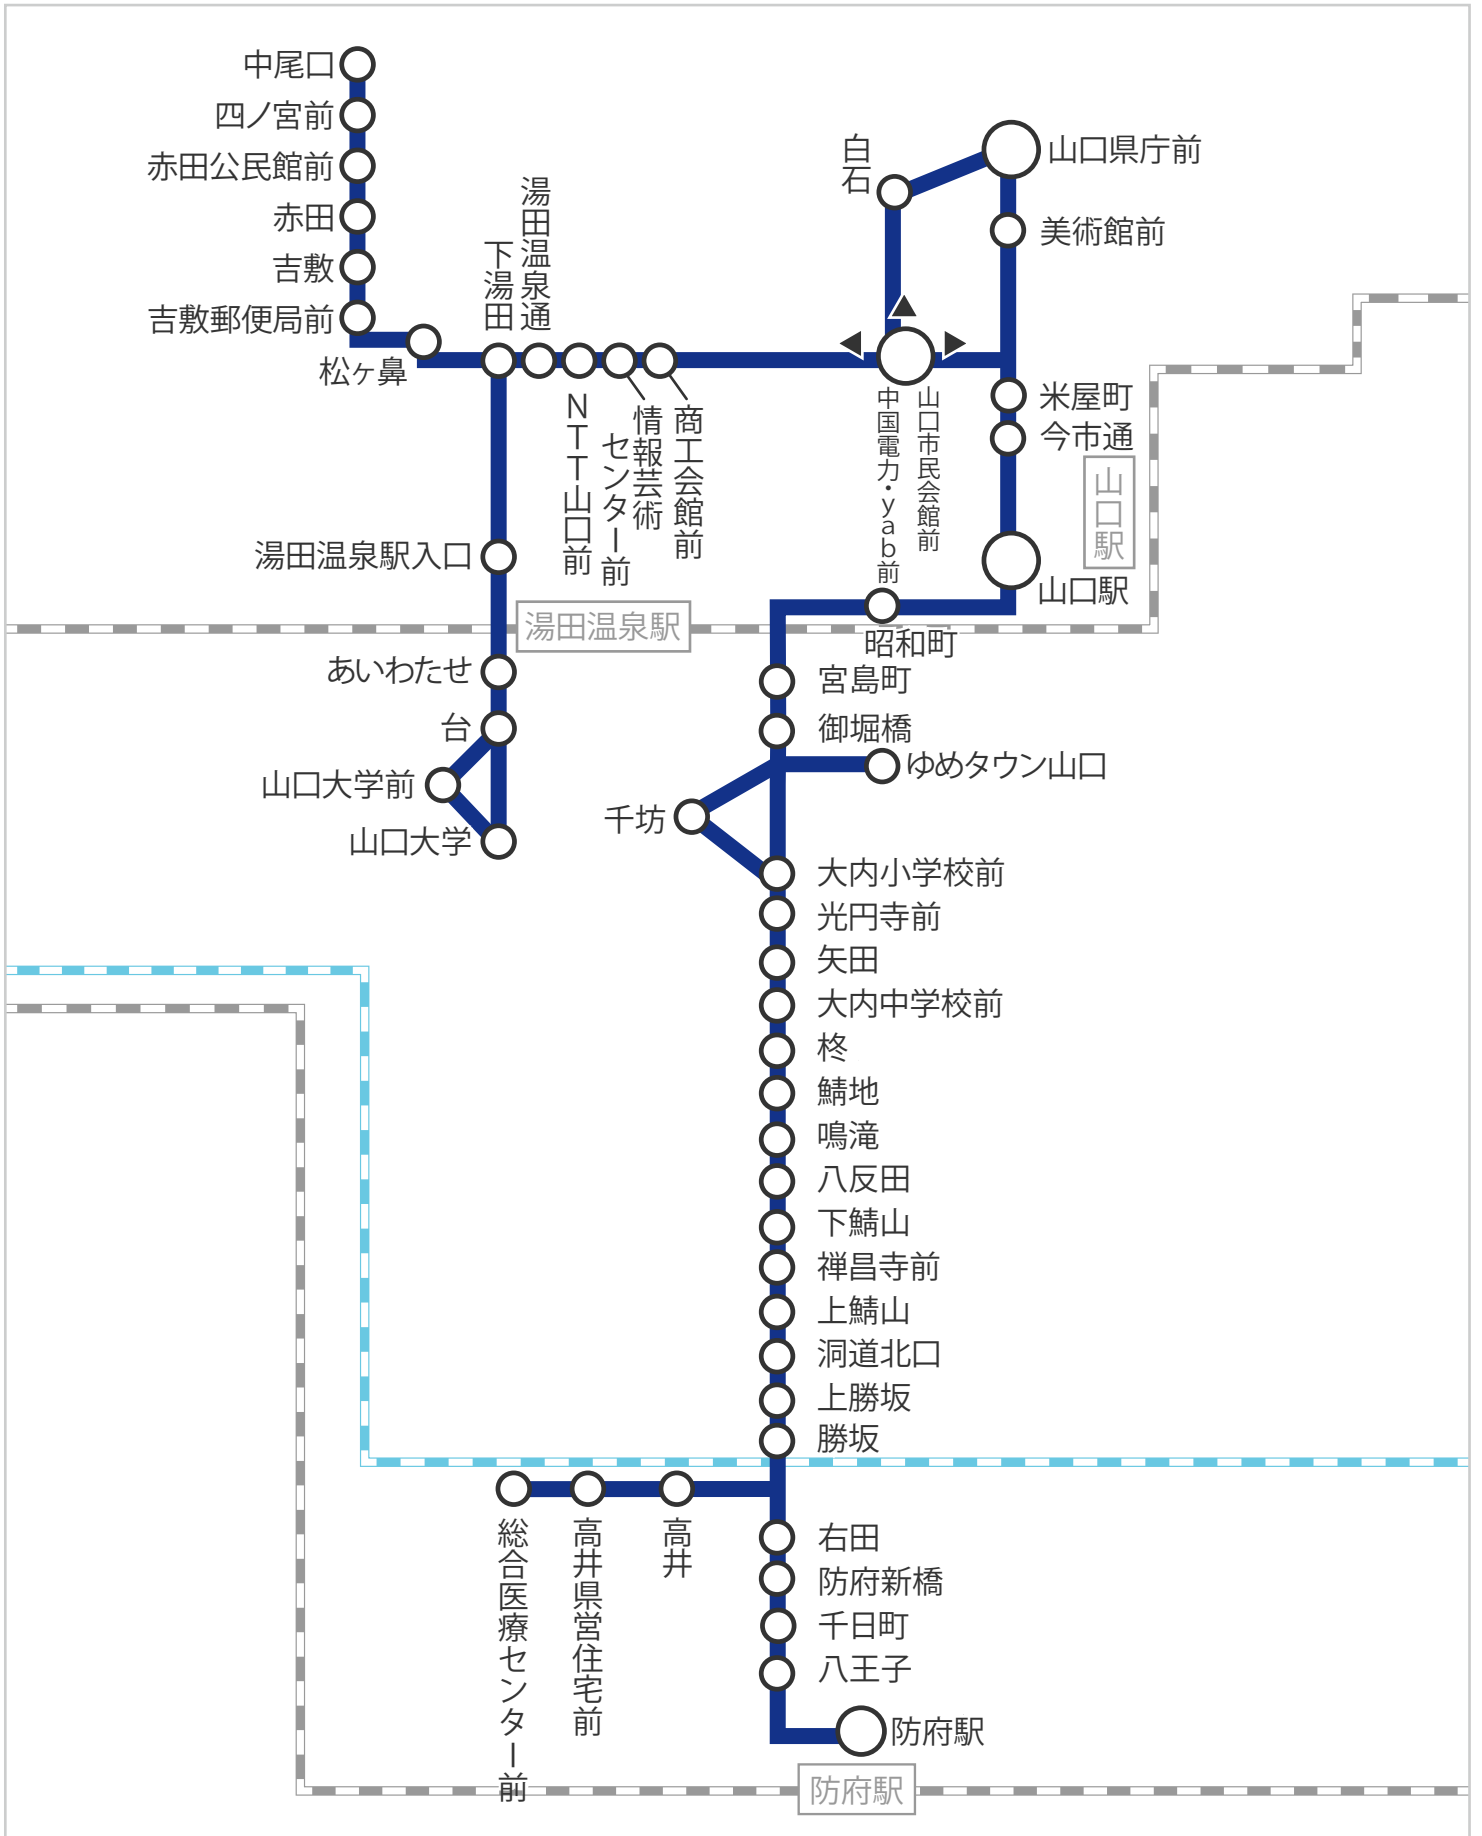 中尾口
四ノ宮前
赤田公民館前
赤田
吉敷
吉敷郵便局前
松ヶ鼻
下湯田
湯田温泉通
NTT山口前
情報芸術
センター前
商工会館前
白石
山口県庁前
美術館前
中国電力・yab前
山口市民会館前
米屋町
今市通
山口駅
山口駅
昭和町
湯田温泉駅入口
湯田温泉駅
あいわたせ
台
山口大学前
山口大学
宮島町
御堀橋
ゆめタウン山口
千坊
大内小学校前
光円寺前
矢田
大内中学校前
柊
鯖地
鳴滝
八反田
下鯖山
禅昌寺前
上鯖山
洞道北口
上勝坂
勝坂
総合医療センター前
高井県営住宅前
高井
右田
防府新橋
千日町
八王子
防府駅
防府駅